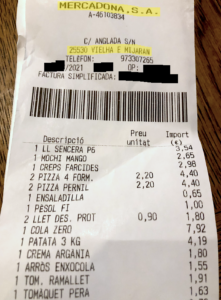 MERCADONA, S.A.
A-46103834
C/ ANGLADA S/N
25530 VIELHA E MIJARAN
TELÈFON: 973307265
/2021 OP:
FACTURA SIMPLIFICADA:
Descripció Preu unitat Import (€)
1 LL SENCERA P6 3,54
1 MOCHI MANGO 2,65
1 CREPS FARCIDES 2,98
2 PIZZA 4 FORM. 2,20 4,40
2 PIZZA PERNIL 2,20 4,40
1 ENSALADILLA 0,65
1 PESOL FI 1,00
2 LLET DES. PROT 0,90 1,80
1 COLA ZERO 7,92
1 PATATA 3 KG 4,19
1 CREMA ARGANIA 1,80
1 ARRÒS ENXOCOLA 1,55
1 TOM. RAMALLET 1,91
1 TOMAQUET PERA 1,63